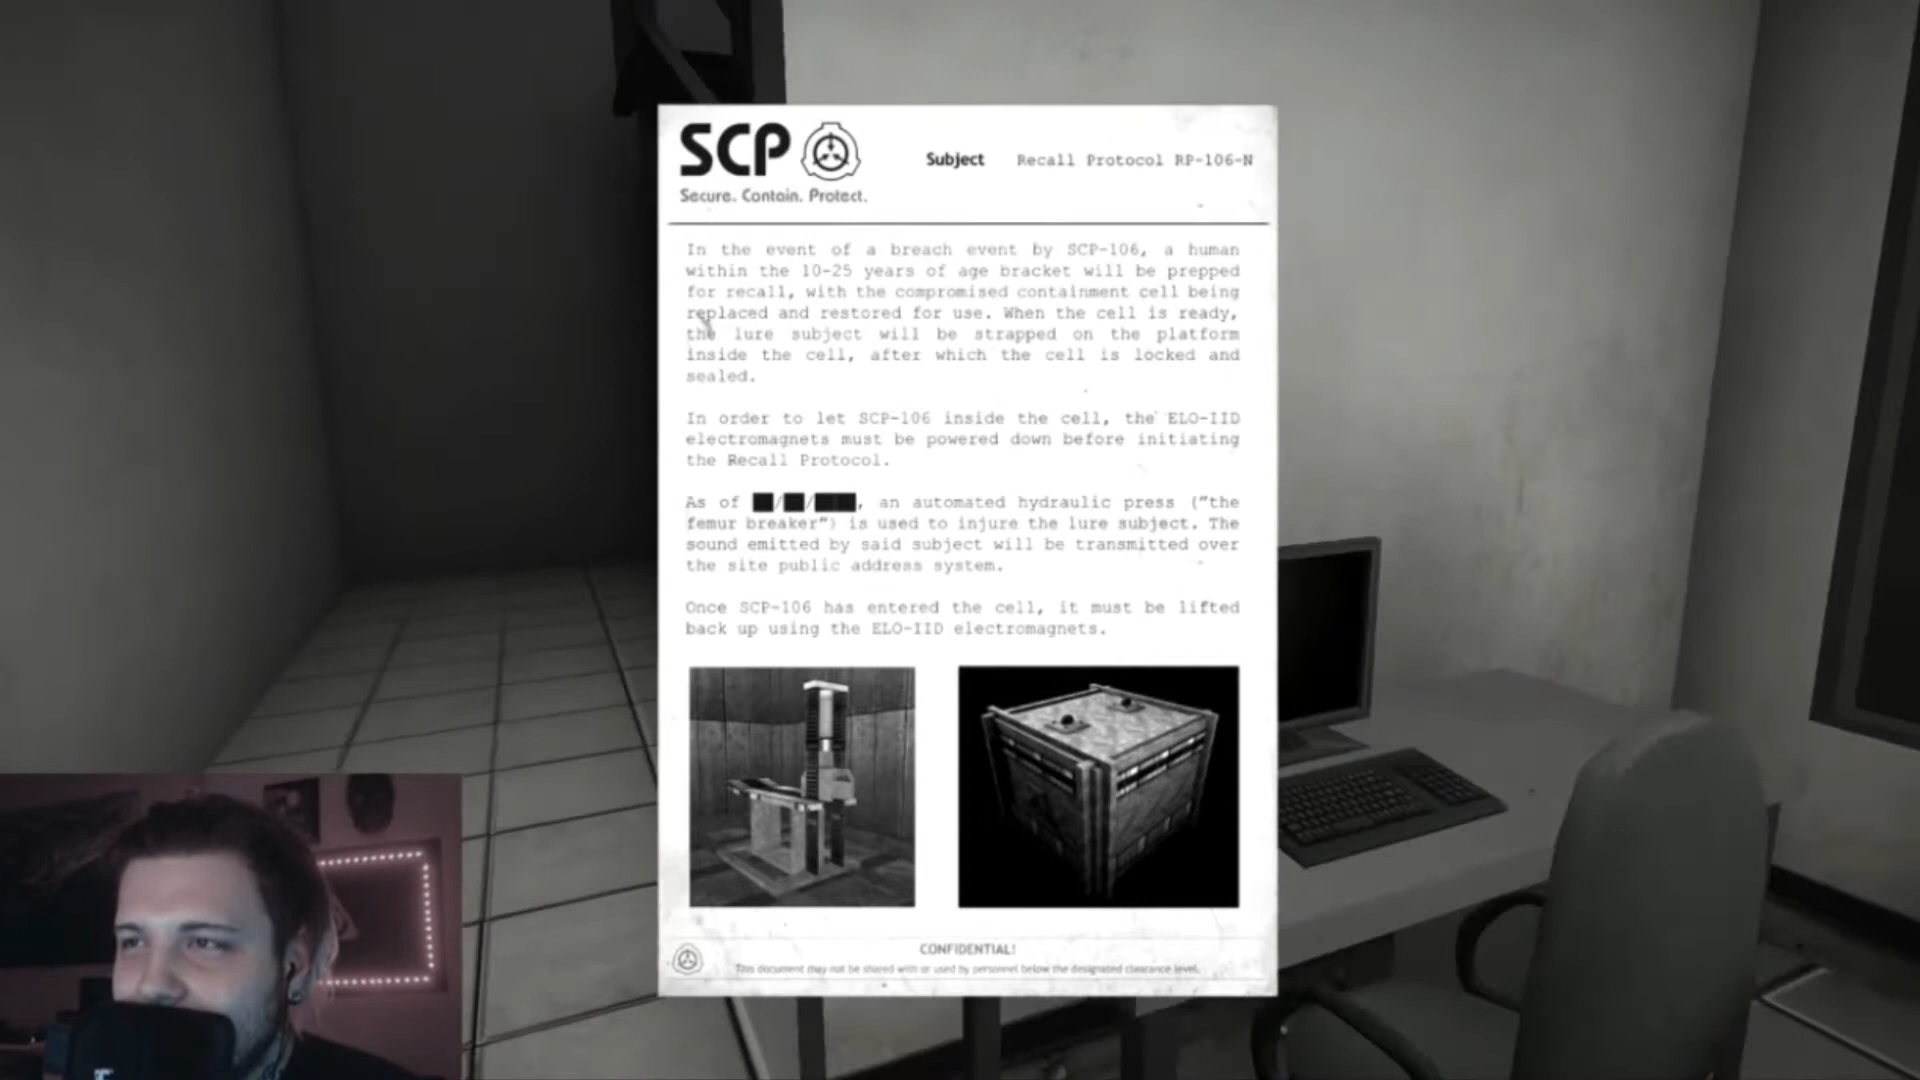 SCP
Secure. Contain. Protect.
Subject Recall Protocol RP-106-N
In the event of a breach event by SCP-106, a human
within the 10-25 years of age bracket will be prepped
for recall, with the compromised containment cell being
replaced and restored for use. When the cell is ready,
the lure subject will be strapped on the platform
inside the cell, after which the cell is locked and
sealed.
In order to let SCP-106 inside the cell, the ELO-IID
electromagnets must be powered down before initiating
the Recall Protocol.
As of ██/██/████, an automated hydraulic press ("the
femur breaker") is used to injure the lure subject. The
sound emitted by said subject will be transmitted over
the site public address system.
Once SCP-106 has entered the cell, it must be lifted
back up using the ELO-IID electromagnets.
CONFIDENTIAL!
This document may not be shared with or used by personnel below the designated clearance level.